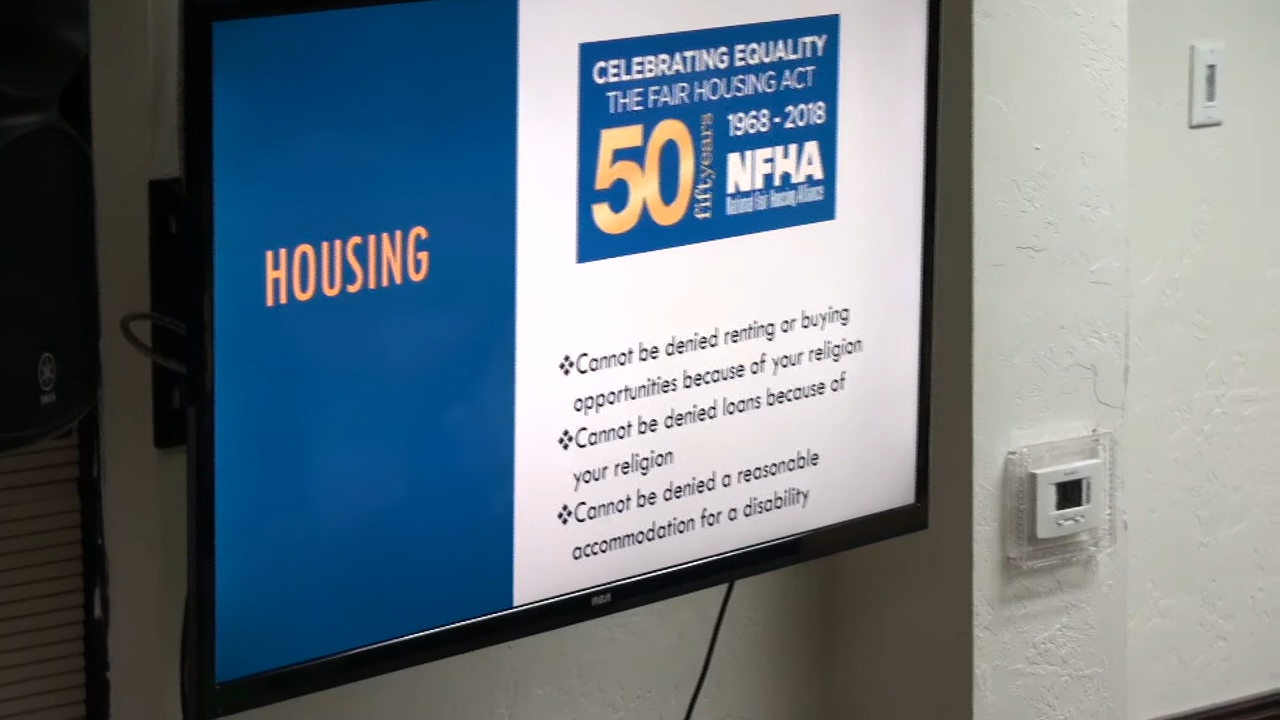 HOUSING
CELEBRATING EQUALITY
THE FAIR HOUSING ACT
50
fiftyears
1968 - 2018
NFHA
National Fair Housing Alliance
❖Cannot be denied renting or buying
opportunities because of your religion
❖Cannot be denied loans because of
your religion
❖Cannot be denied a reasonable
accommodation for a disability
RCA